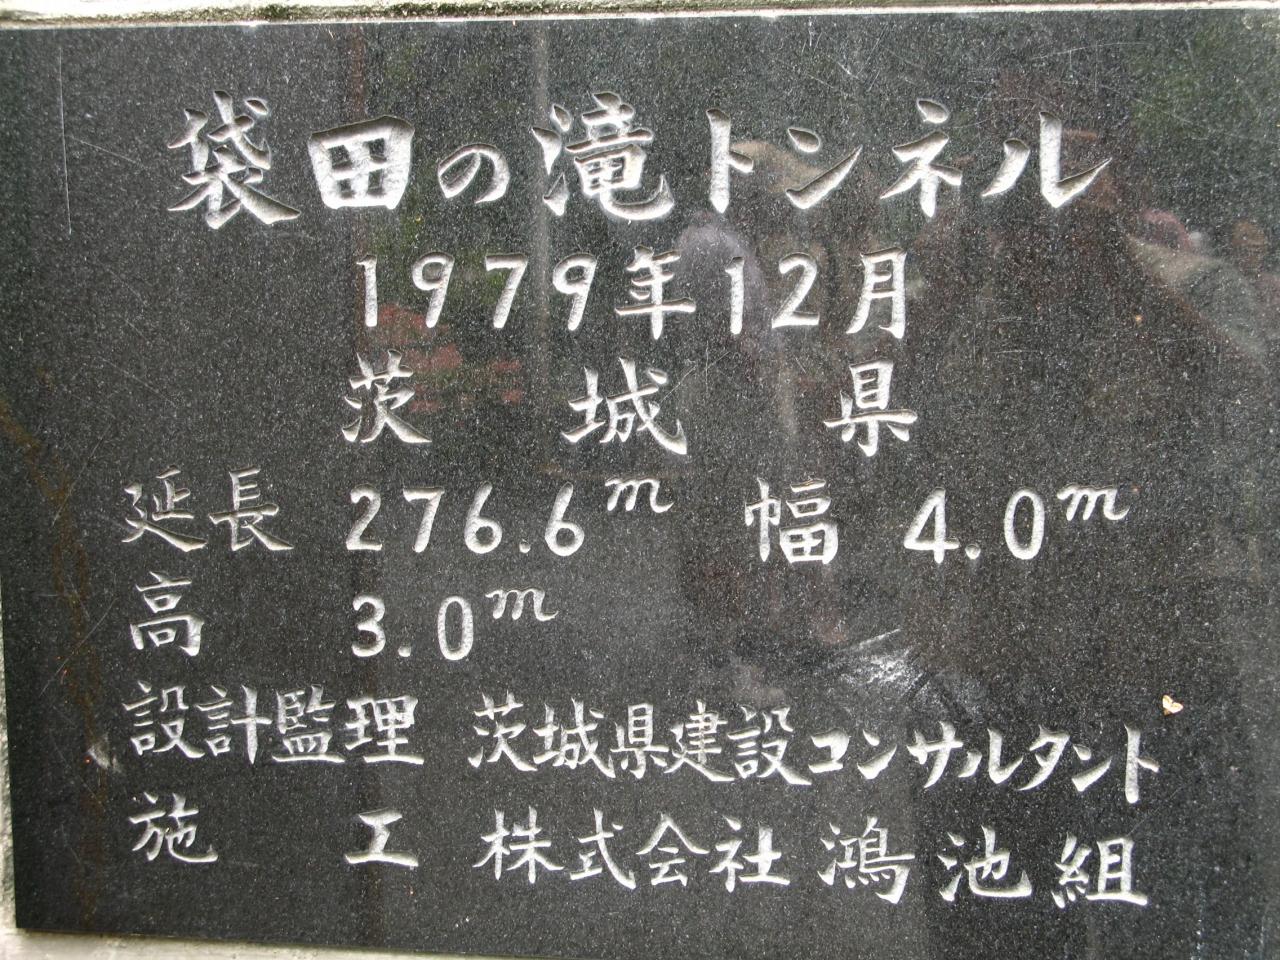 袋田の滝トンネル
1979年12月
茨城県
延長 276.6m 幅 4.0m
高 3.0m
設計監理 茨城県建設コンサルタント
施工 株式会社鴻池組